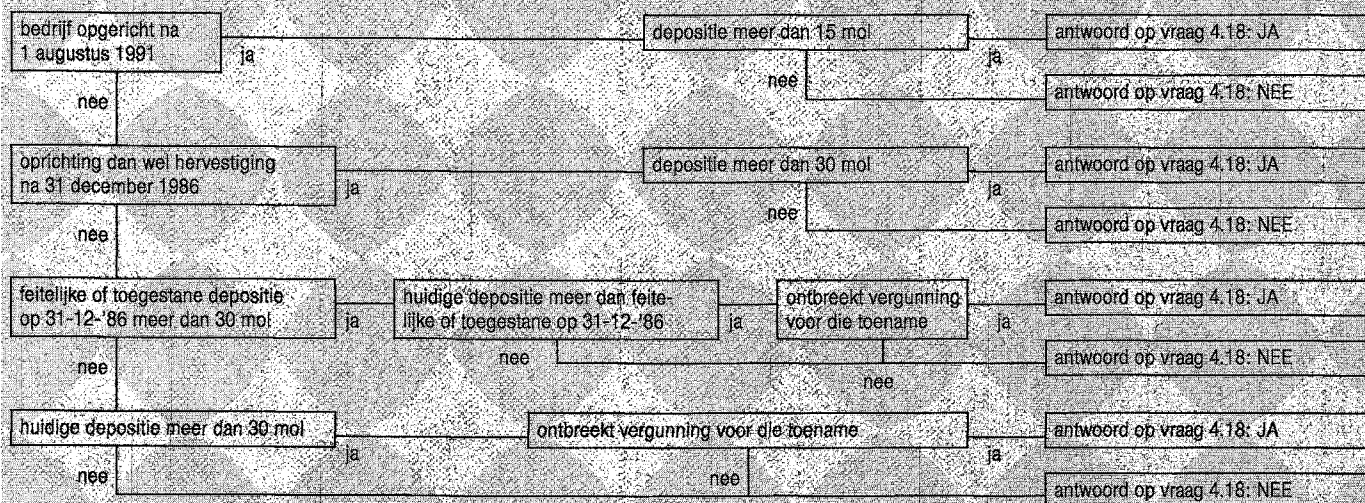 bedrijf opgericht na
1 augustus 1991
ja
depositie meer dan 15 mol
ja
antwoord op vraag 4.18: JA
nee
nee
antwoord op vraag 4.18: NEE
oprichting dan wel hervestiging
na 31 december 1986
ja
depositie meer dan 30 mol
ja
antwoord op vraag 4.18: JA
nee
nee
antwoord op vraag 4.18: NEE
feitelijke of toegestane depositie
op 31-12-'86 meer dan 30 mol
ja
huidige depositie meer dan feite-
lijke of toegestane op 31-12-'86
ja
ontbreekt vergunning
voor die toename
ja
antwoord op vraag 4.18: JA
nee
nee
nee
antwoord op vraag 4.18: NEE
huidige depositie meer dan 30 mol
ja
ontbreekt vergunning voor die toename
ja
antwoord op vraag 4.18: JA
nee
nee
antwoord op vraag 4.18: NEE